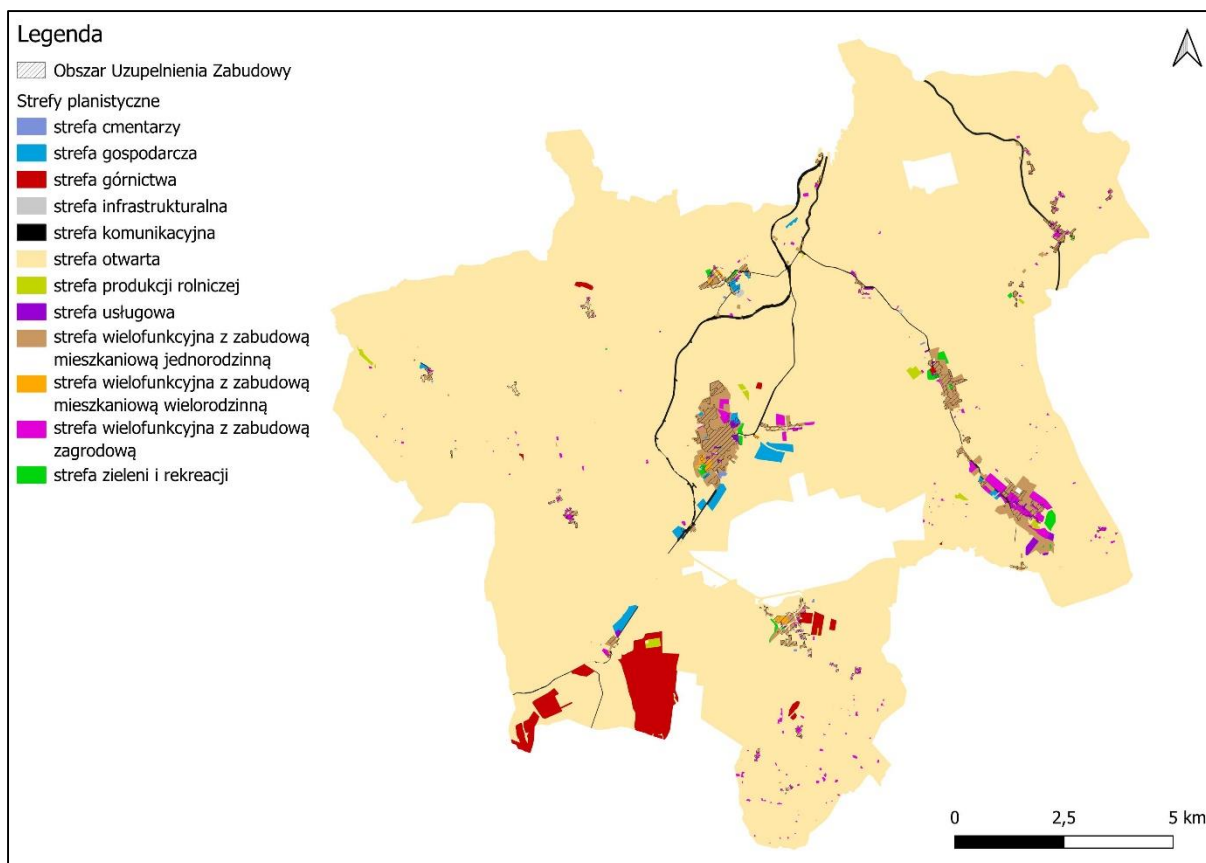 Legenda
Obszar Uzupełnienia Zabudowy
Strefy planistyczne
strefa cmentarzy
strefa gospodarcza
strefa górnictwa
strefa infrastrukturalna
strefa komunikacyjna
strefa otwarta
strefa produkcji rolniczej
strefa usługowa
strefa wielofunkcyjna z zabudową
mieszkaniową jednorodzinną
strefa wielofunkcyjna z zabudową
mieszkaniową wielorodzinną
strefa wielofunkcyjna z zabudową
zagrodową
strefa zieleni i rekreacji
0 2,5 5 km